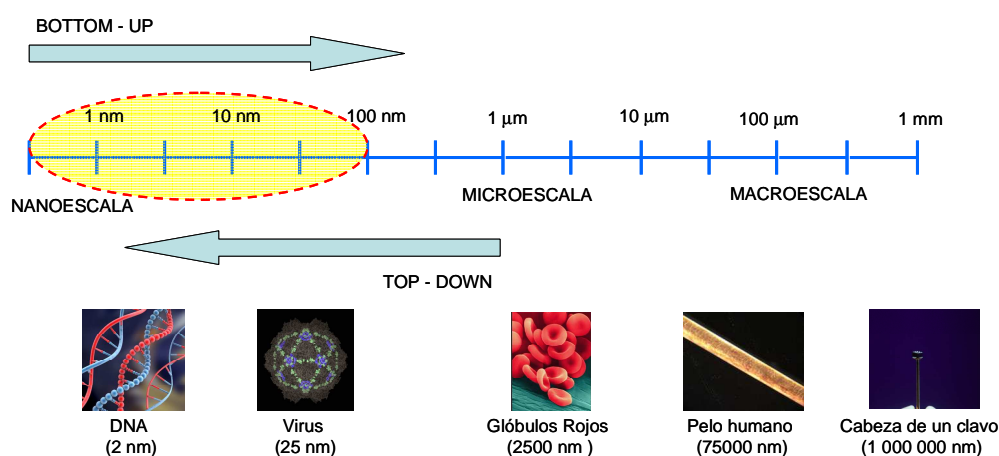 BOTTOM - UP
1 nm 10 nm 100 nm 1 μm 10 μm 100 μm 1 mm
NANOESCALA MICROESCALA MACROESCALA
TOP - DOWN
DNA Virus Glóbulos Rojos Pelo humano Cabeza de un clavo
(2 nm) (25 nm) (2500 nm ) (75000 nm) (1 000 000 nm)